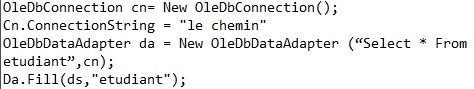 OleDbConnection cn= New OleDbConnection();
Cn.ConnectionString = "le chemin"
OleDbDataAdapter da = New OleDbDataAdapter (“Select * From
etudiant”,cn);
Da.Fill(ds,"etudiant");